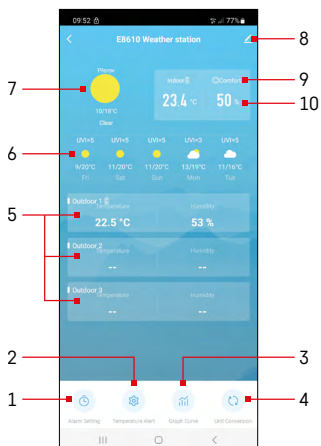 09:52 77%
E8610 Weather station
8
Phone
Indoor Comfort
9
7
23.4 °C 50 %
10
10/18°C
Clear
UVI=5 UVI=5 UVI=5 UVI=3 UVI=5
6
9/20°C 11/20°C 11/20°C 13/19°C 11/16°C
Fri Sat Sun Mon Tue
Outdoor 1
Temperature Humidity
5
22.5 °C 53 %
Outdoor 2
Temperature Humidity
-- --
Outdoor 3
Temperature Humidity
-- --
2 3
1 4
Alarm Setting Temperature Alert Graph Curve Unit Conversion